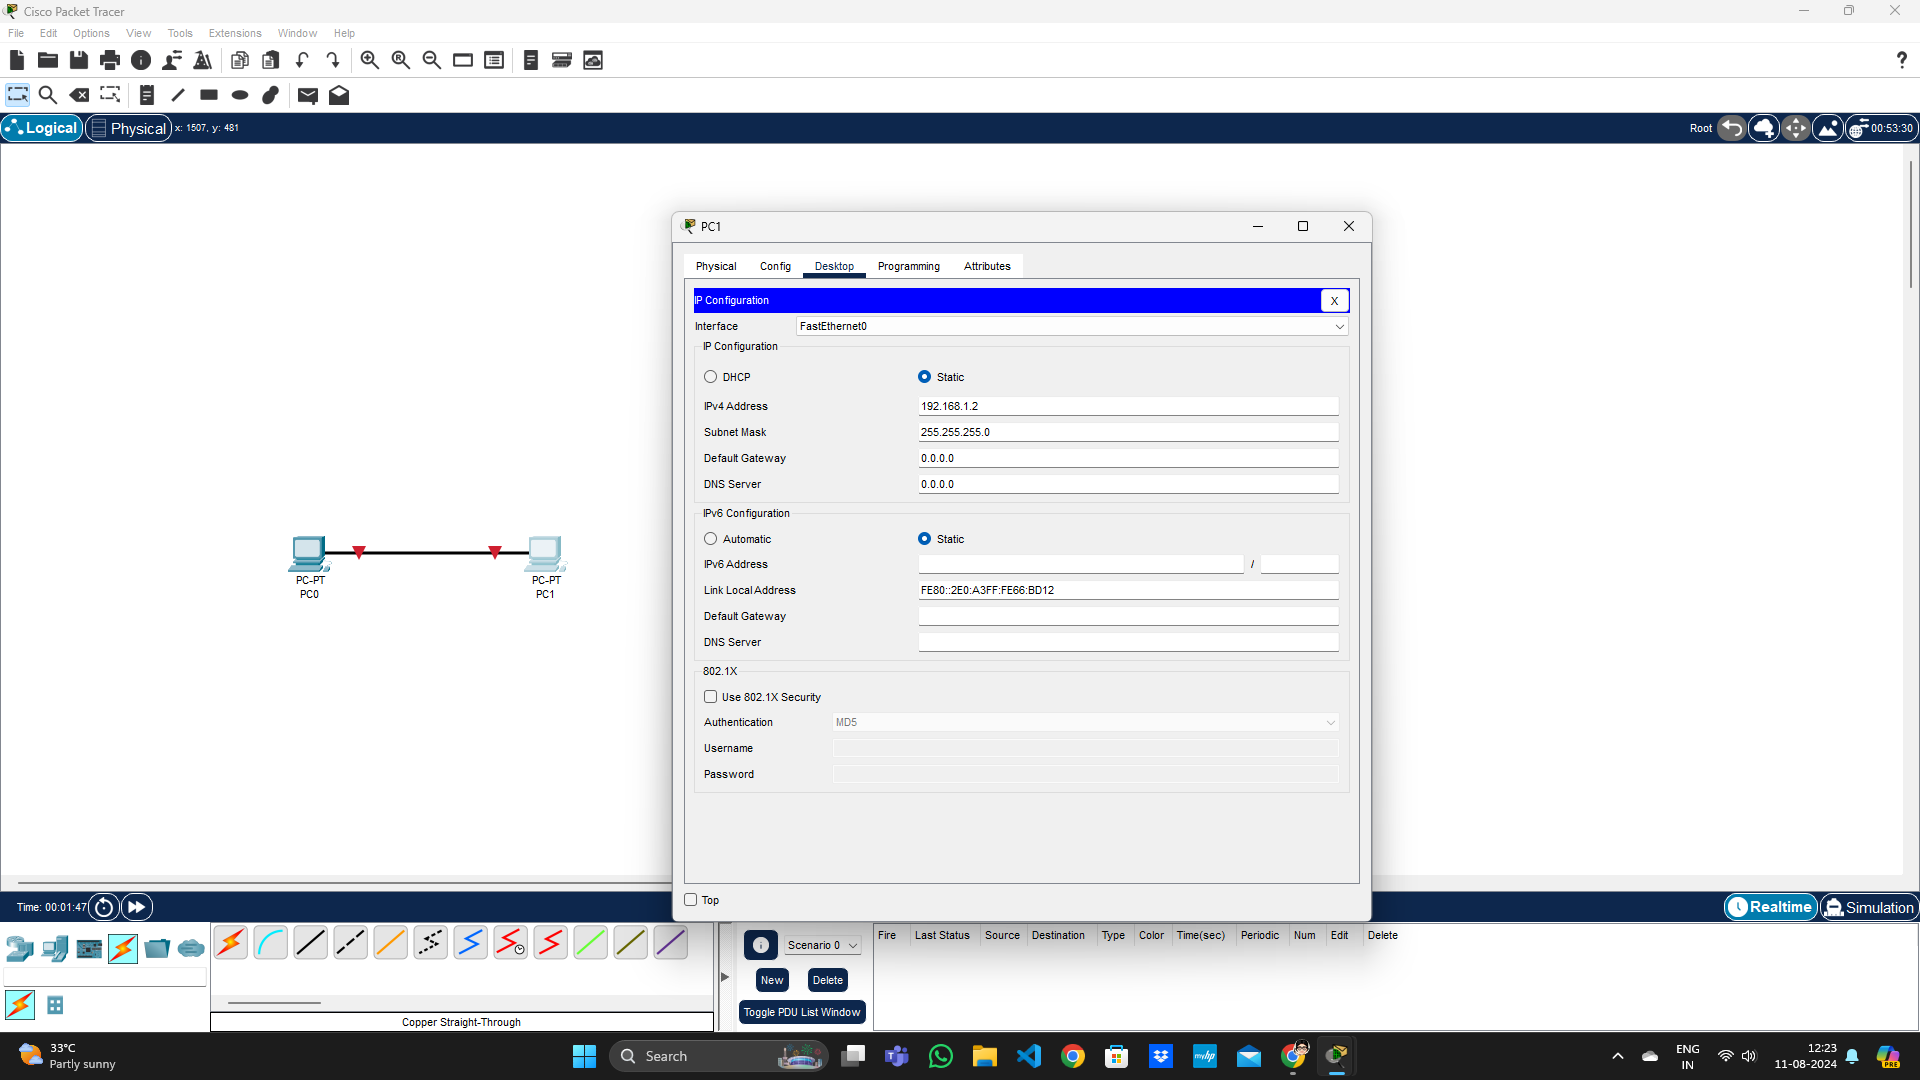 Cisco Packet Tracer
File Edit Options View Tools Extensions Window Help
?
Logical Physical x: 1507, y: 481 Root 00:53:30
PC1
Physical Config Desktop Programming Attributes
IP Configuration X
Interface FastEthernet0
IP Configuration
DHCP Static
IPv4 Address 192.168.1.2
Subnet Mask 255.255.255.0
Default Gateway 0.0.0.0
DNS Server 0.0.0.0
IPv6 Configuration
Automatic Static
IPv6 Address /
Link Local Address FE80::2E0:A3FF:FE66:BD12
Default Gateway
DNS Server
802.1X
Use 802.1X Security
Authentication MD5
Username
Password
Top
PC-PT
PC0
PC-PT
PC1
Time: 00:01:47 Realtime Simulation
Scenario 0
New Delete
Toggle PDU List Window
Fire Last Status Source Destination Type Color Time(sec) Periodic Num Edit Delete
Copper Straight-Through
33°C
Partly sunny
Search
myhp
ENG
IN
12:23
11-08-2024
PRE